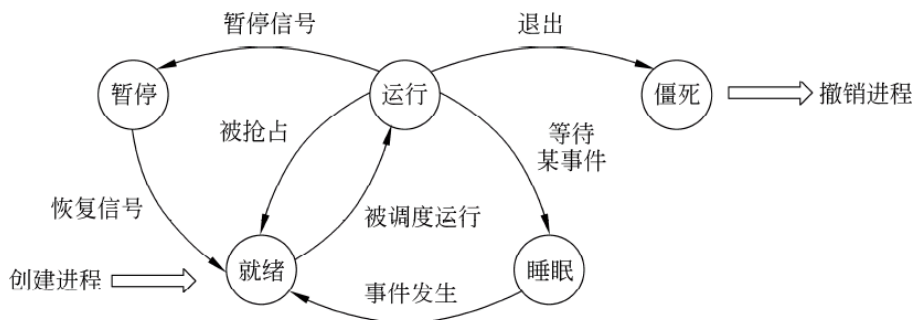 暂停信号
退出
暂停
运行
僵死
撤销进程
被抢占
等待
某事件
恢复信号
被调度运行
创建进程
就绪
睡眠
事件发生